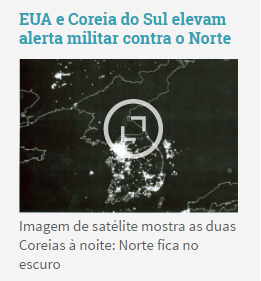 EUA e Coreia do Sul elevam
alerta militar contra o Norte
Imagem de satélite mostra as duas
Coreias à noite: Norte fica no
escuro